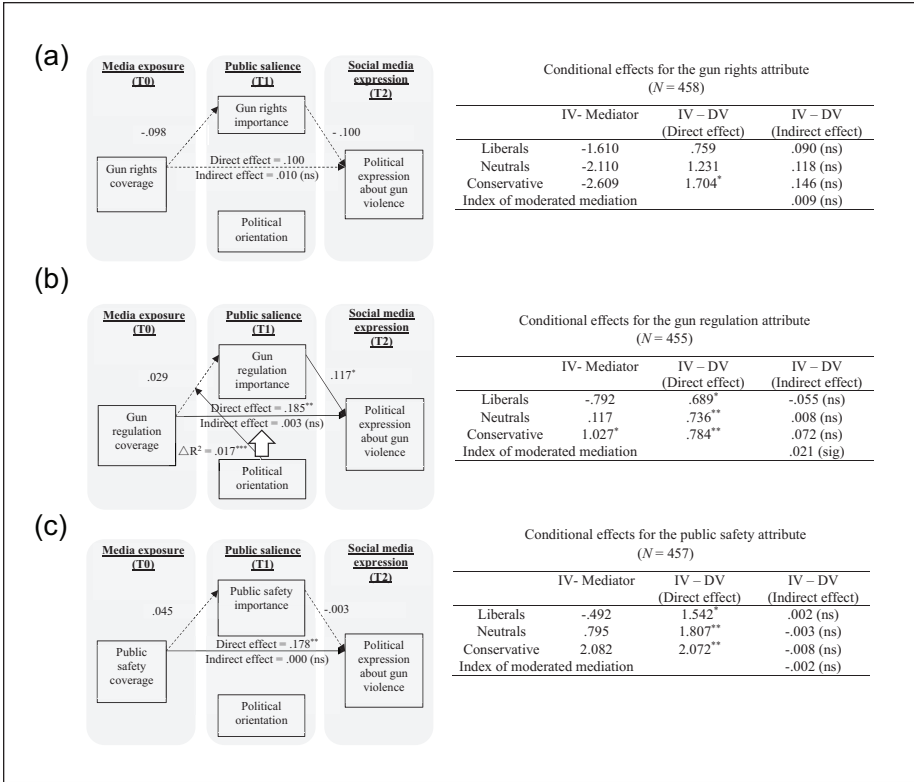 (a)
Media exposure
(T0)
Public salience
(T1)
Social media
expression
(T2)
Gun rights
importance
-.098
- .100
Gun rights
coverage
Direct effect = .100
Indirect effect = .010 (ns)
Political
expression
about gun
violence
Political
orientation
Conditional effects for the gun rights attribute
(N = 458)
IV- Mediator IV – DV (Direct effect) IV – DV (Indirect effect)
Liberals -1.610 .759 .090 (ns)
Neutrals -2.110 1.231 .118 (ns)
Conservative -2.609 1.704* .146 (ns)
Index of moderated mediation .009 (ns)
(b)
Media exposure
(T0)
Public salience
(T1)
Social media
expression
(T2)
Gun
regulation
importance
.029
.117*
Gun
regulation
coverage
Direct effect = .185**
Indirect effect = .003 (ns)
Political
expression
about gun
violence
△R² = .017***
Political
orientation
Conditional effects for the gun regulation attribute
(N = 455)
IV- Mediator IV – DV (Direct effect) IV – DV (Indirect effect)
Liberals -.792 .689* -.055 (ns)
Neutrals .117 .736** .008 (ns)
Conservative 1.027* .784** .072 (ns)
Index of moderated mediation .021 (sig)
(c)
Media exposure
(T0)
Public salience
(T1)
Social media
expression
(T2)
Public safety
importance
.045
-.003
Public
safety
coverage
Direct effect = .178**
Indirect effect = .000 (ns)
Political
expression
about gun
violence
Political
orientation
Conditional effects for the public safety attribute
(N = 457)
IV- Mediator IV – DV (Direct effect) IV – DV (Indirect effect)
Liberals -.492 1.542* .002 (ns)
Neutrals .795 1.807** -.003 (ns)
Conservative 2.082 2.072** -.008 (ns)
Index of moderated mediation -.002 (ns)